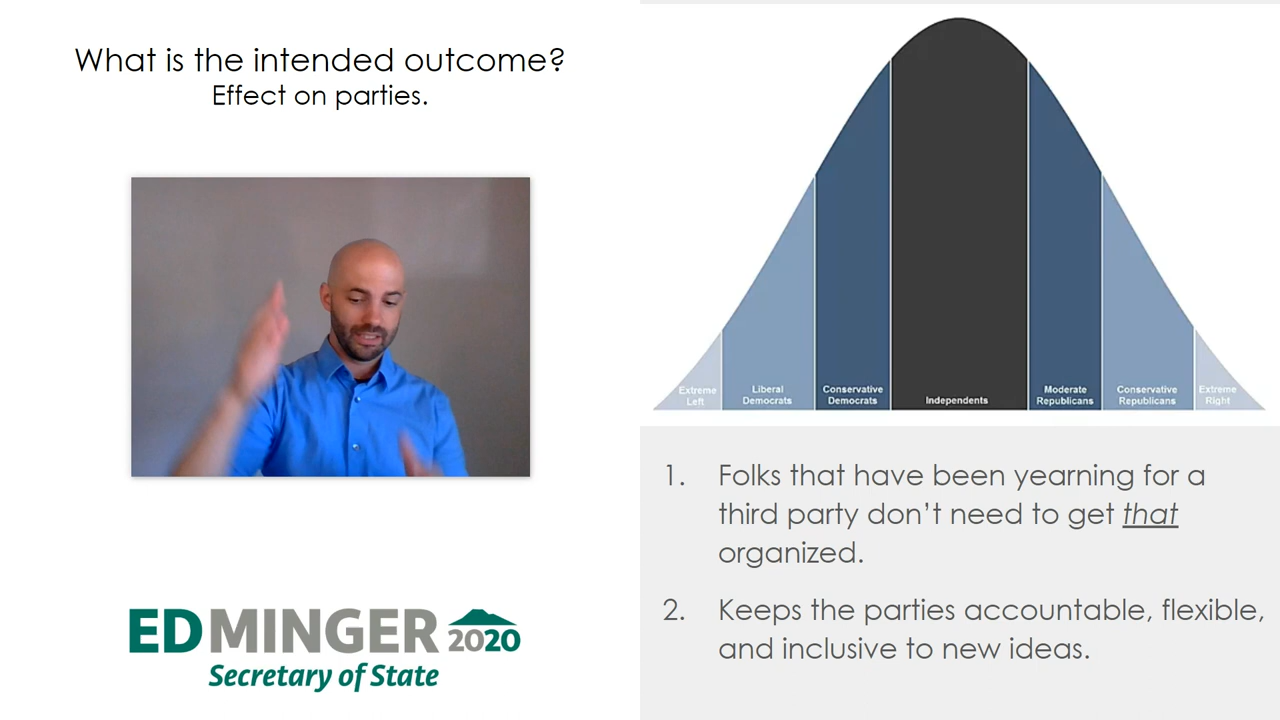 What is the intended outcome?
Effect on parties.
EDMINGER 2020
Secretary of State
Extreme
Left
Liberal
Democrats
Conservative
Democrats
Independents
Moderate
Republicans
Conservative
Republicans
Extreme
Right
1. Folks that have been yearning for a
third party don’t need to get that
organized.
2. Keeps the parties accountable, flexible,
and inclusive to new ideas.